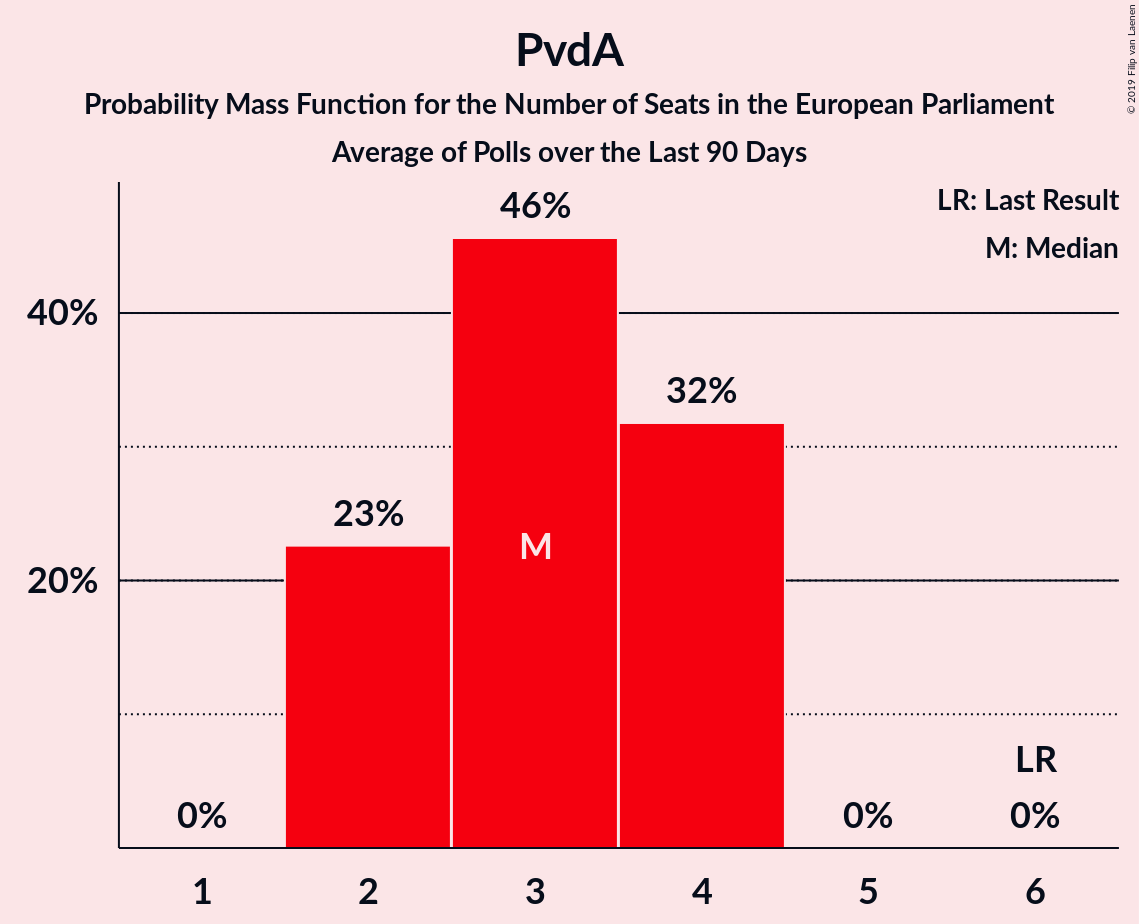 PvdA
Probability Mass Function for the Number of Seats in the European Parliament
Average of Polls over the Last 90 Days
© 2019 Filip van Laenen
LR: Last Result
M: Median
46%
40%
32%
23%
M
20%
LR
0%
0%
0%
1
2
3
4
5
6